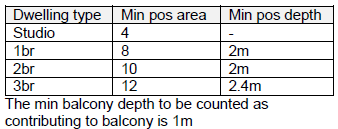 Dwelling type Min pos area Min pos depth
Studio 4 -
1br 8 2m
2br 10 2m
3br 12 2.4m
The min balcony depth to be counted as
contributing to balcony is 1m